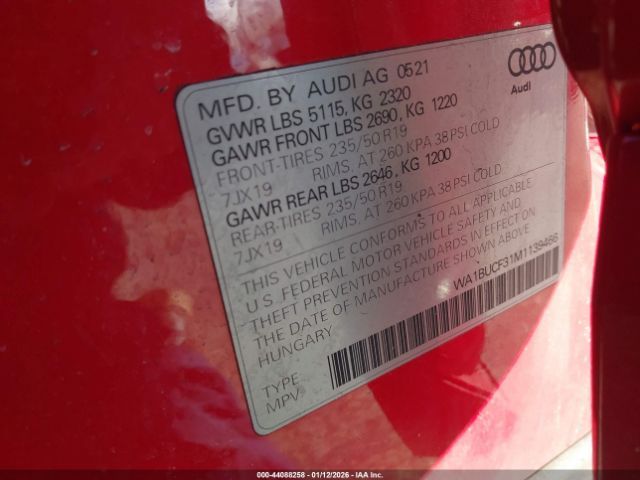 MFD. BY AUDI AG 05 21
GVWR LBS 5115, KG 2320
GAWR FRONT LBS 2690, KG 1220
FRONT-TIRES 235/50 R19
7JX19 RIMS, AT 260 KPA 38 PSI COLD
GAWR REAR LBS 2646, KG 1200
REAR-TIRES 235/50 R19
7JX19 RIMS, AT 260 KPA 38 PSI COLD
THIS VEHICLE CONFORMS TO ALL APPLICABLE
U S FEDERAL MOTOR VEHICLE SAFETY AND
THEFT PREVENTION STANDARDS IN EFFECT ON
THE DATE OF MANUFACTURE SHOWN ABOVE
HUNGARY
WA1BUCF31M1139466
TYPE
MPV
Audi
000-44088258 - 01/12/2026 - IAA Inc.